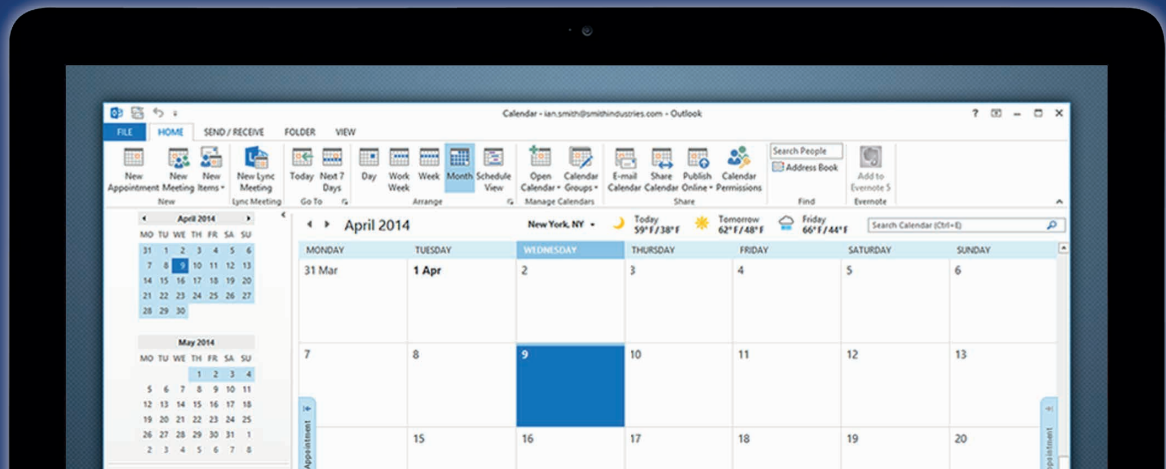 Calendar - ian.smith@smithindustries.com - Outlook
FILE HOME SEND / RECEIVE FOLDER VIEW
New Appointment
New Meeting
New Items
New Lync Meeting
Today
Next 7 Days
Day
Work Week
Week
Month
Schedule View
Open Calendar
Calendar Groups
E-mail Calendar
Share Calendar
Publish Online
Calendar Permissions
Search People
Address Book
Add to Evernote 5
New
Lync Meeting
Go To
Arrange
Manage Calendars
Share
Find
Evernote
April 2014
MO TU WE TH FR SA SU
31 1 2 3 4 5 6
7 8 9 10 11 12 13
14 15 16 17 18 19 20
21 22 23 24 25 26 27
28 29 30
May 2014
MO TU WE TH FR SA SU
1 2 3 4
5 6 7 8 9 10 11
12 13 14 15 16 17 18
19 20 21 22 23 24 25
26 27 28 29 30 31 1
2 3 4 5 6 7 8
April 2014
New York, NY
Today
59°F/38°F
Tomorrow
62°F/48°F
Friday
66°F/44°F
Search Calendar (Ctrl+E)
MONDAY TUESDAY WEDNESDAY THURSDAY FRIDAY SATURDAY SUNDAY
31 Mar 1 Apr 2 3 4 5 6
7 8 9 10 11 12 13
15 16 17 18 19 20
Appointment